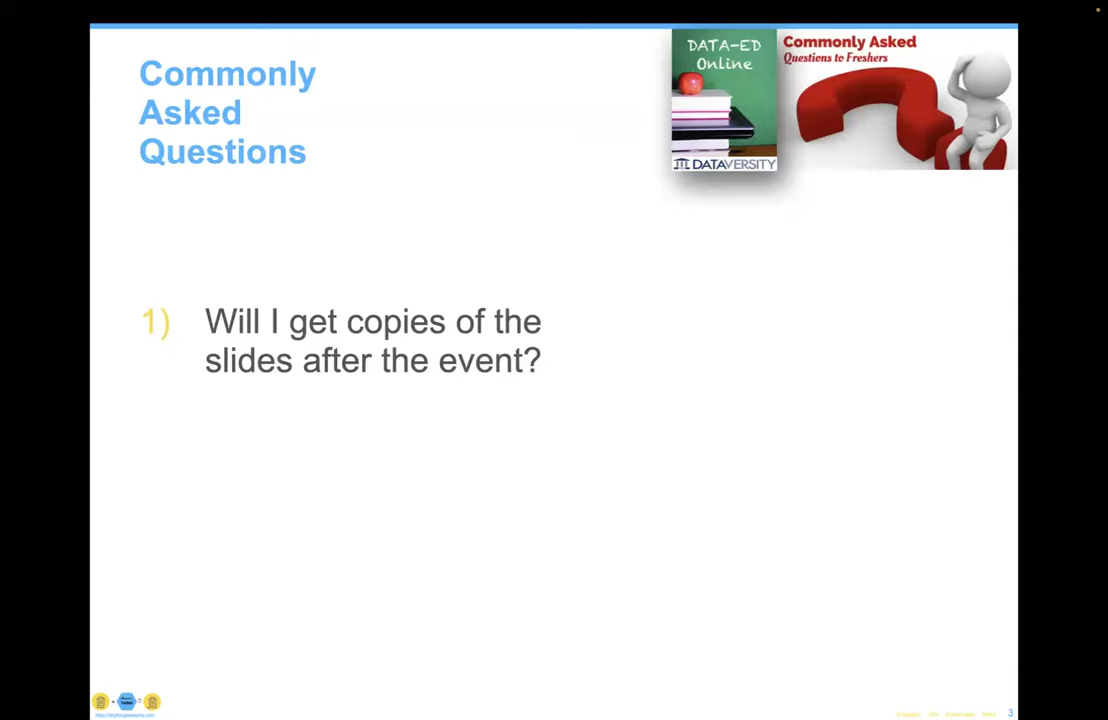 Commonly
Asked
Questions
DATA-ED
Online
DATAVERSITY
Commonly Asked
Questions to Freshers
1) Will I get copies of the
slides after the event?
3